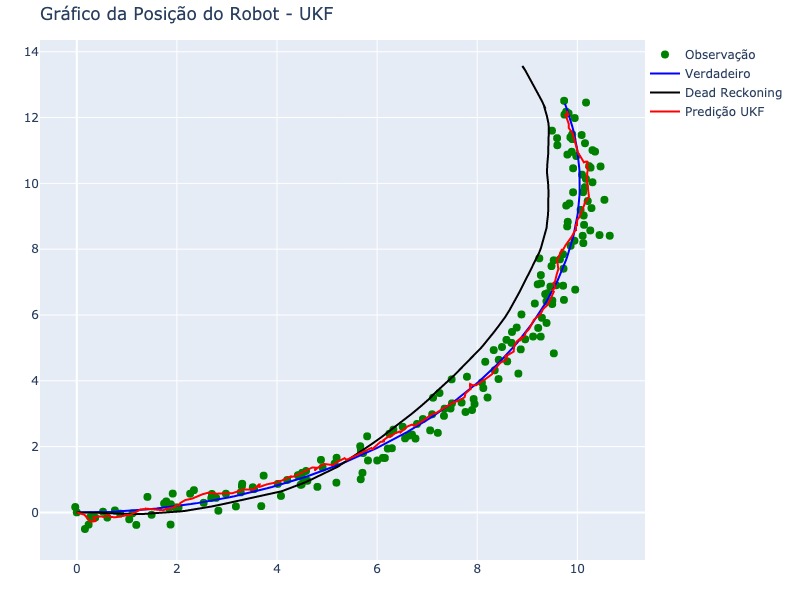 Gráfico da Posição do Robot - UKF
Observação
Verdadeiro
Dead Reckoning
Predição UKF
14
12
10
8
6
4
2
0
0 2 4 6 8 10